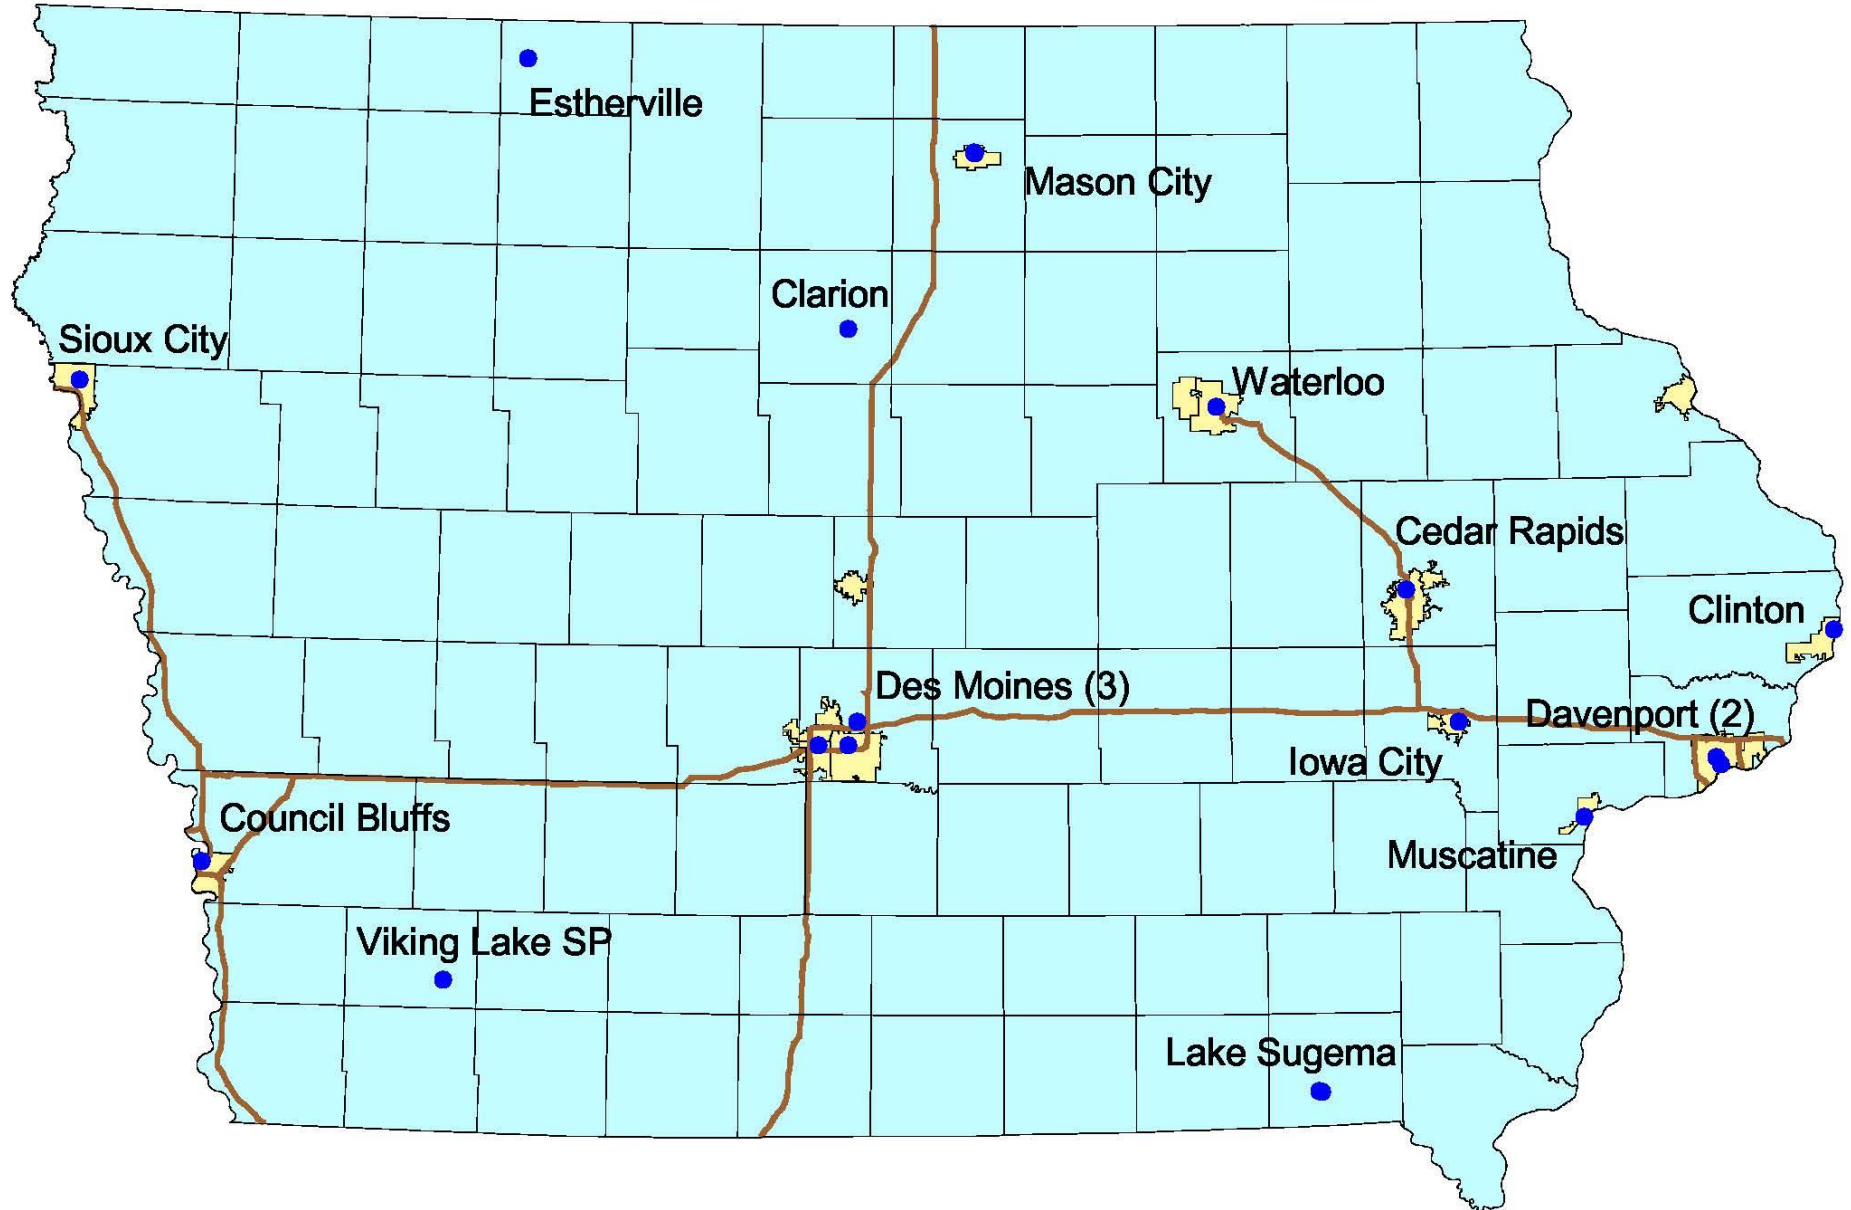 Estherville
Mason City
Clarion
Sioux City
Waterloo
Cedar Rapids
Clinton
Des Moines (3)
Davenport (2)
Iowa City
Council Bluffs
Muscatine
Viking Lake SP
Lake Sugema